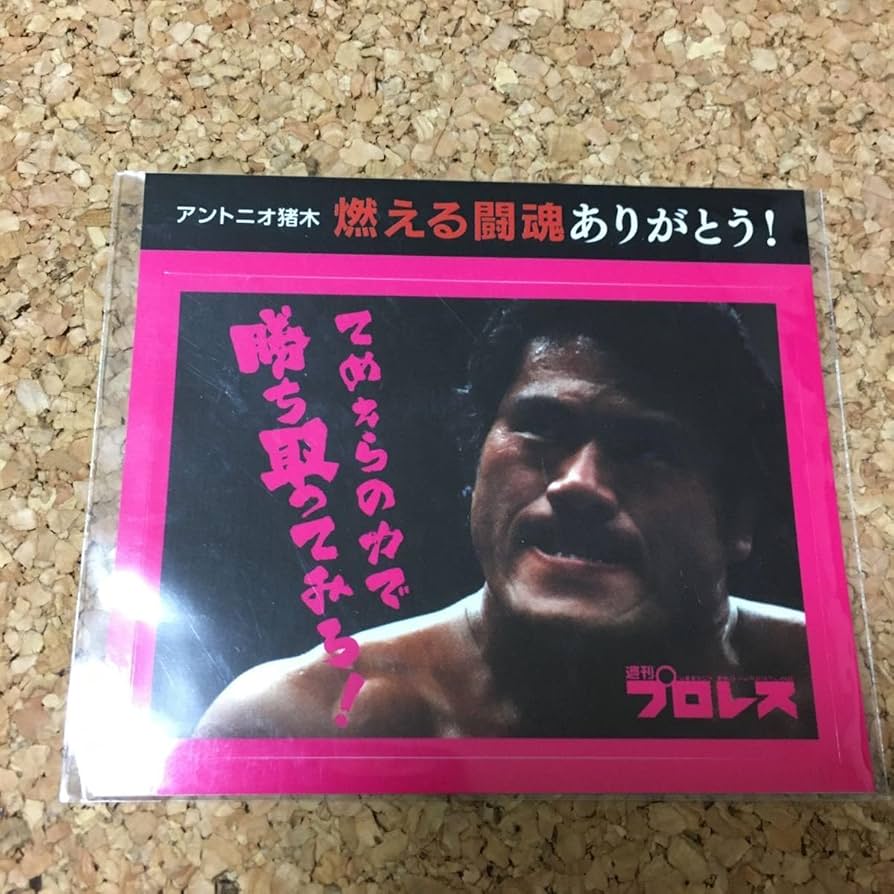 アントニオ猪木 燃える闘魂ありがとう!
てめぇらの力で
勝ち取ってみろ!
週刊
プロレス